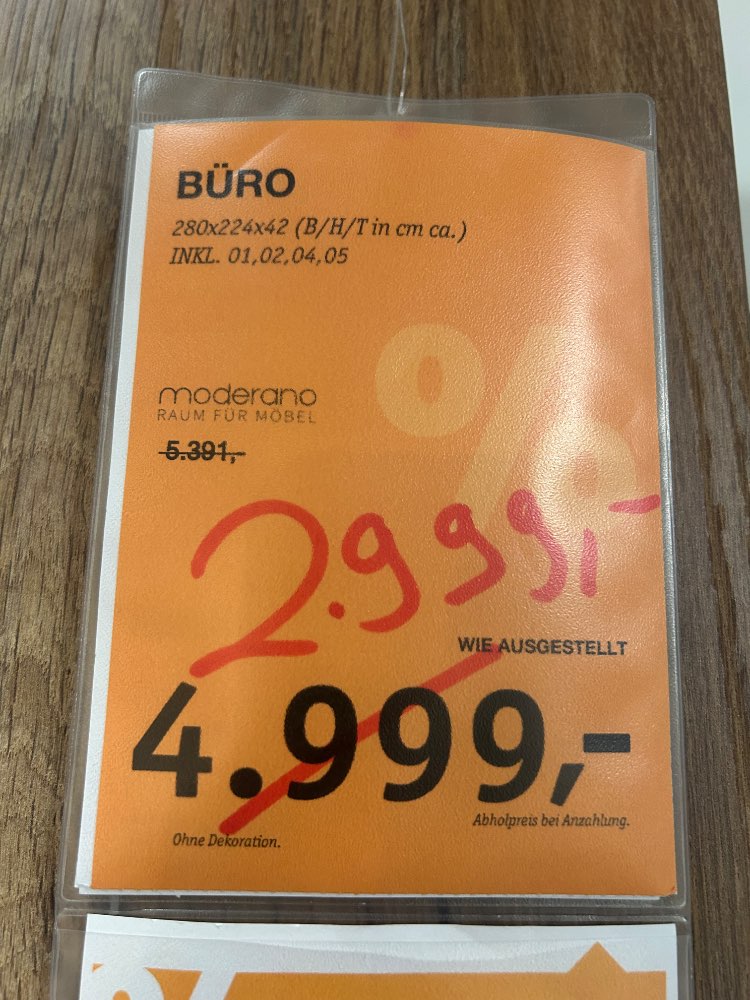 BÜRO
280x224x42 (B/H/T in cm ca.)
INKL. 01,02,04,05
%
moderano
RAUM FÜR MÖBEL
5.391,-
2.999,-
WIE AUSGESTELLT
4.999,-
Abholpreis bei Anzahlung.
Ohne Dekoration.
%